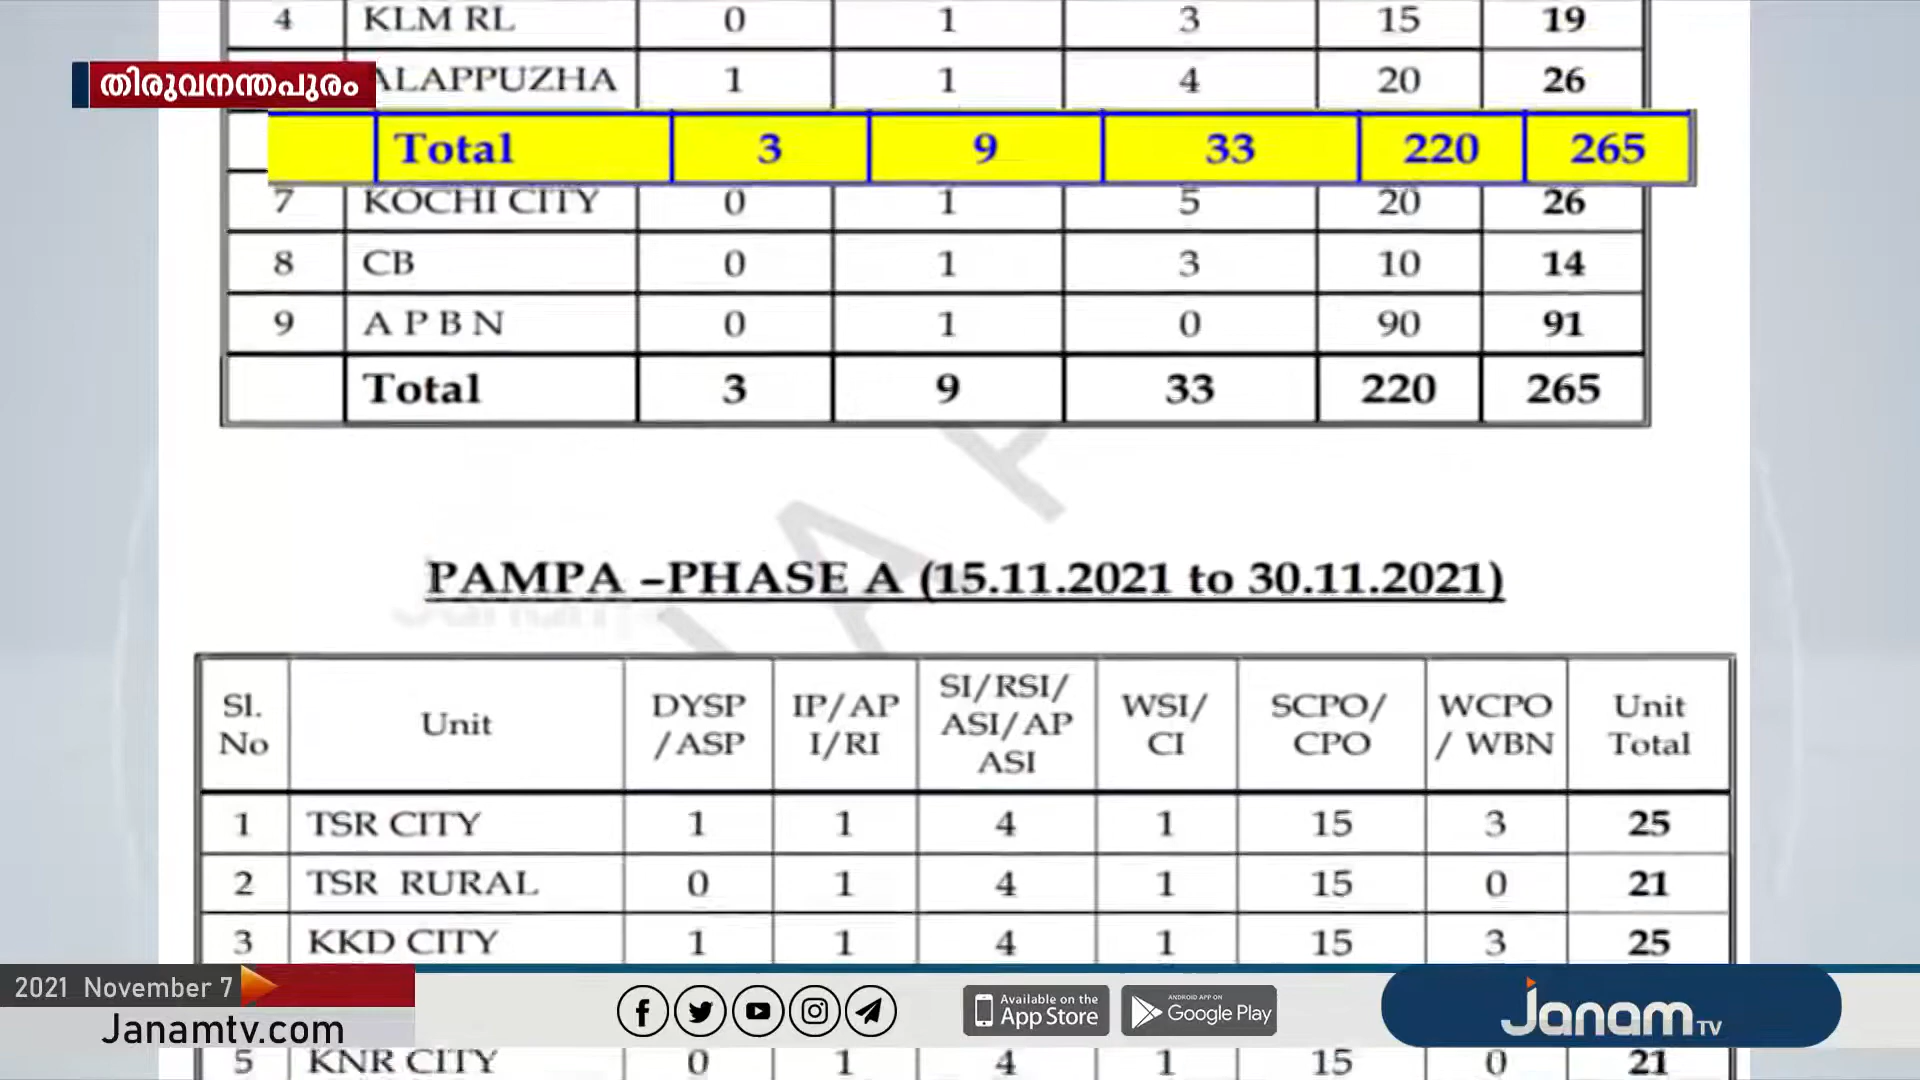 4 KLM RL 0 1 3 15 19
തിരുവനന്തപുരം
ALAPPUZHA 1 1 4 20 26
Total 3 9 33 220 265
7 KOCHI CITY 0 1 5 20 26
8 CB 0 1 3 10 14
9 A P B N 0 1 0 90 91
Total 3 9 33 220 265
PAMPA –PHASE A (15.11.2021 to 30.11.2021)
Sl. No Unit DYSP /ASP IP/AP I/RI SI/RSI/ ASI/AP ASI WSI/ CI SCPO/ CPO WCPO / WBN Unit Total
1 TSR CITY 1 1 4 1 15 3 25
2 TSR RURAL 0 1 4 1 15 0 21
3 KKD CITY 1 1 4 1 15 3 25
2021 November 7
Janamtv.com
Available on the App Store
ANDROID APP ON Google Play
Janam TV
5 KNR CITY 0 1 4 1 15 0 21